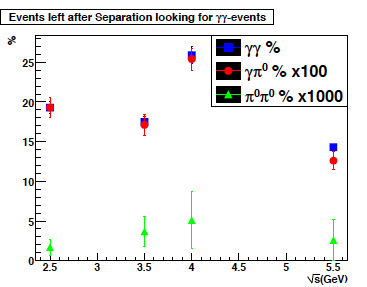 Events left after Separation looking for γγ-events
%
γγ %
γπ⁰ % x100
π⁰π⁰ % x1000
25
20
15
10
5
0
2.5 3 3.5 4 4.5 5 5.5
√s(GeV)